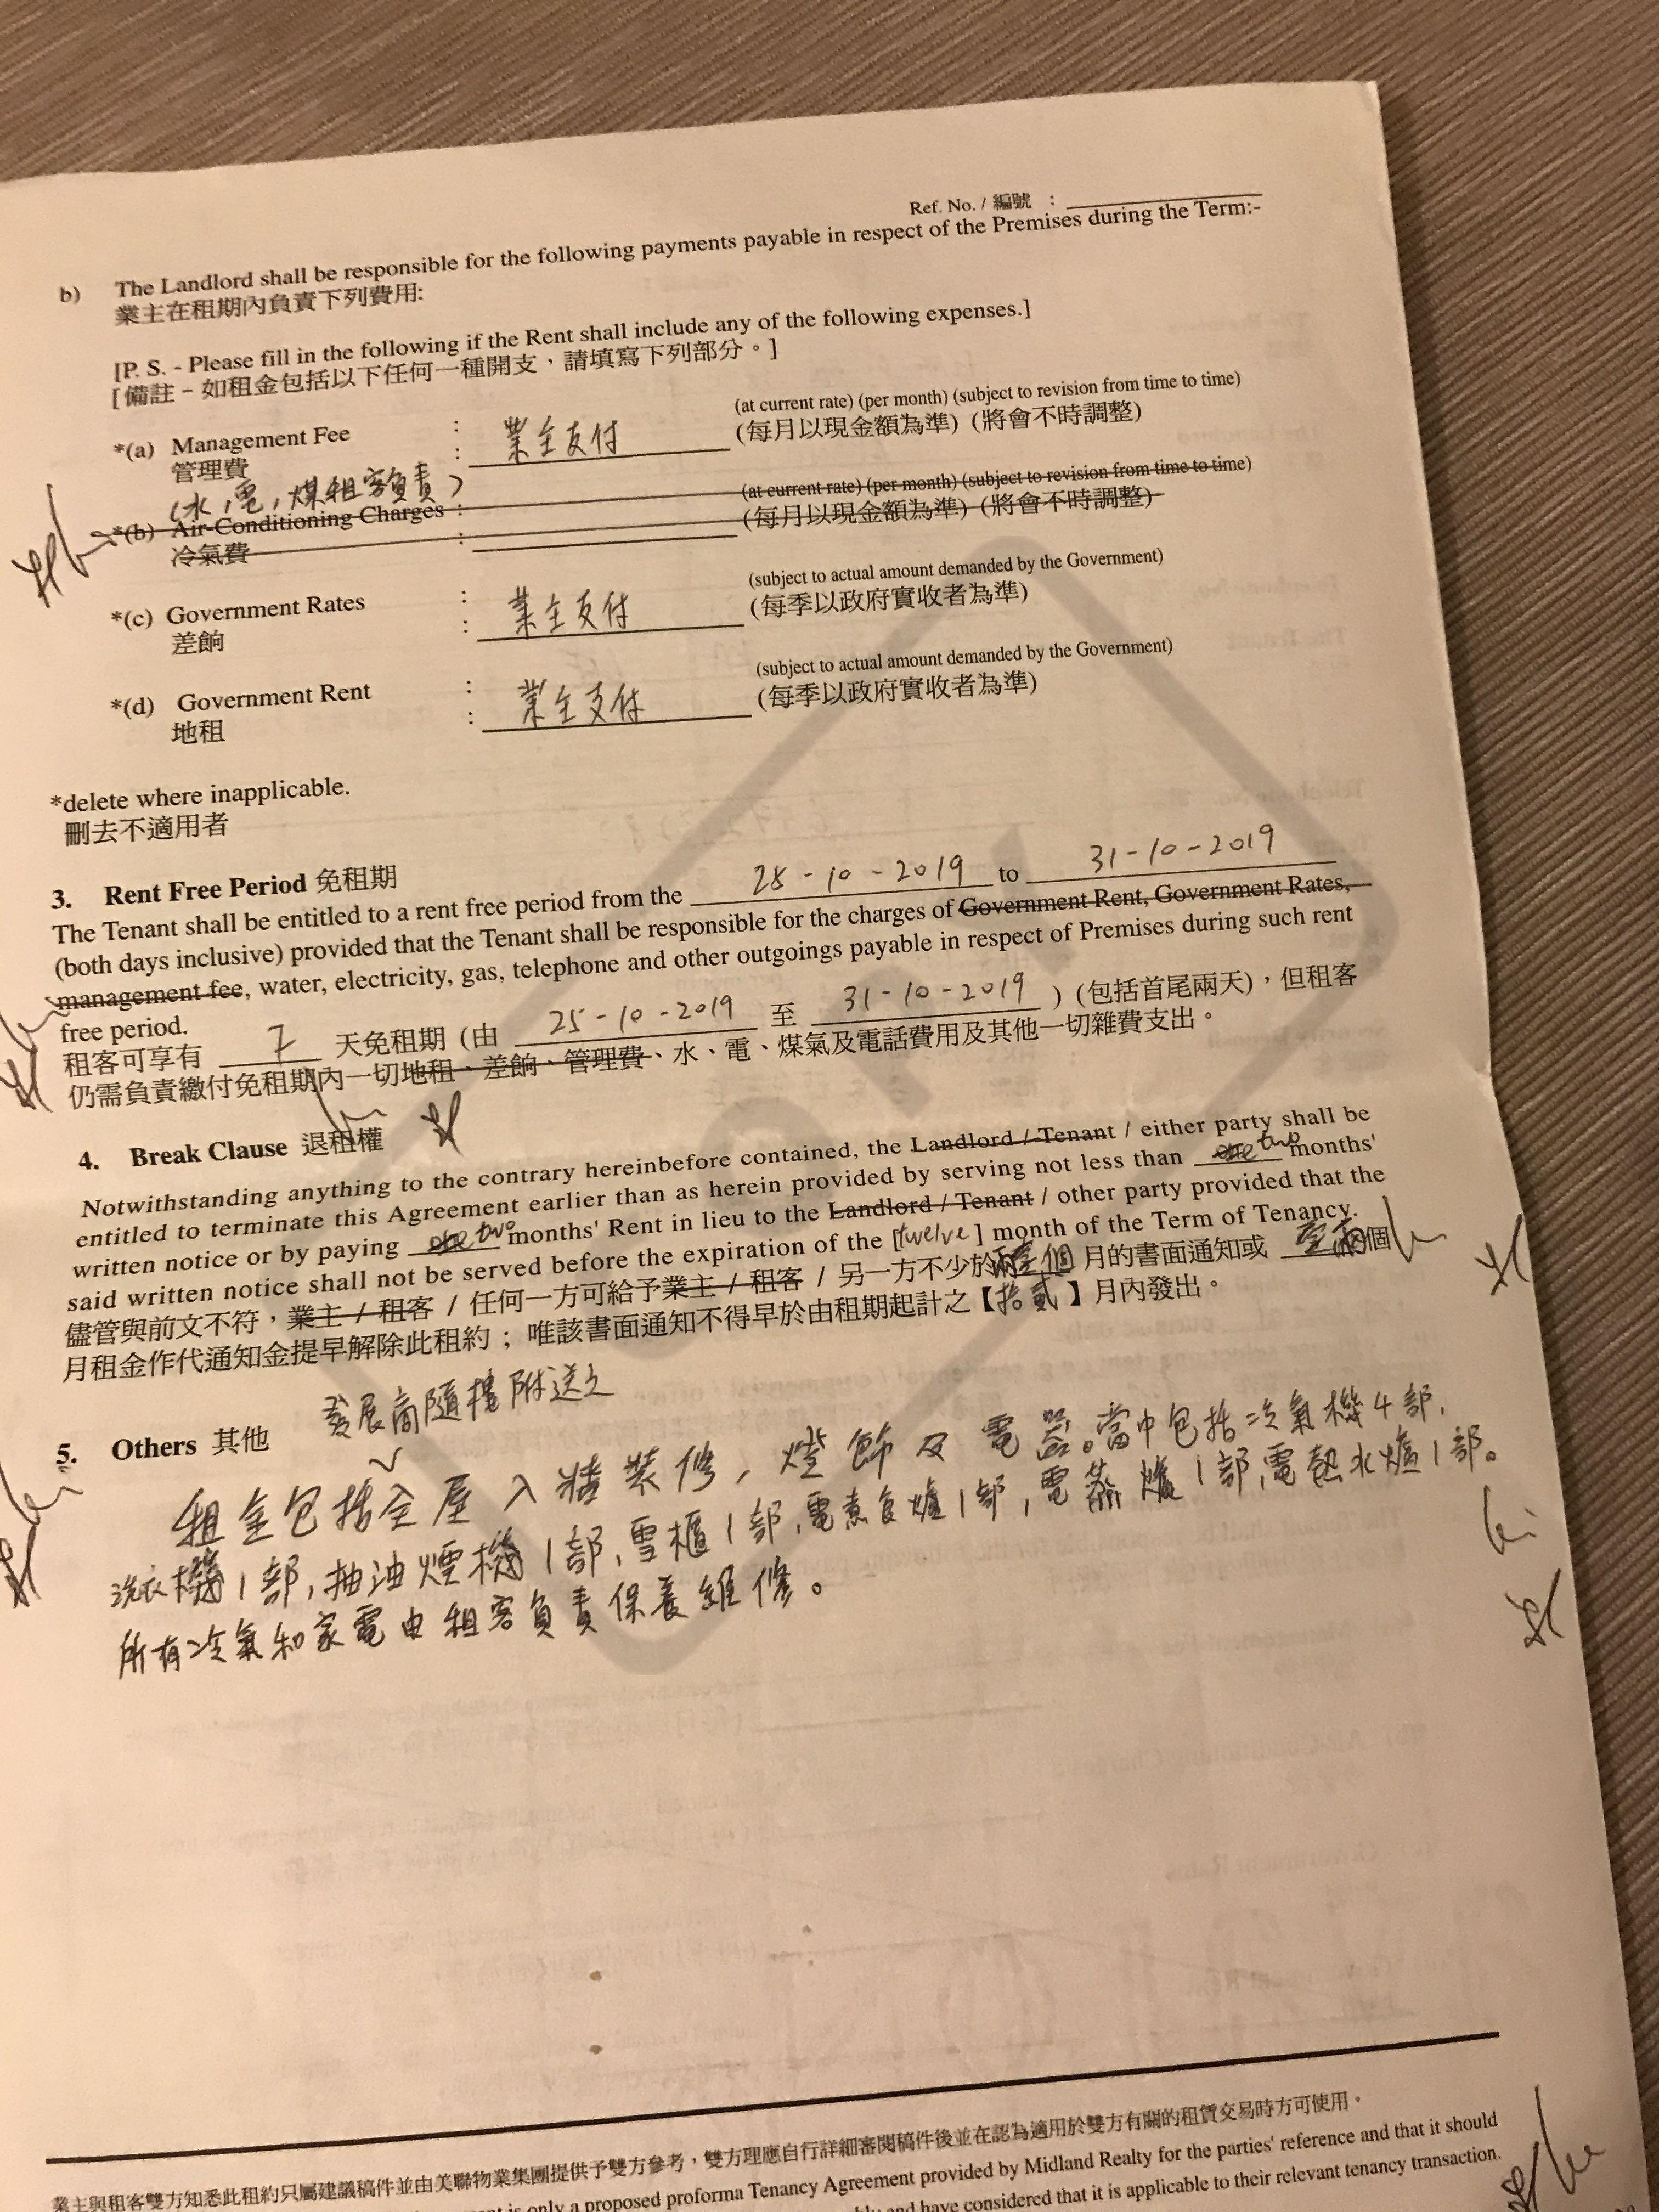 Ref. No. / 編號 :
b) The Landlord shall be responsible for the following payments payable in respect of the Premises during the Term:-
業主在租期內負責下列費用:
[P. S. - Please fill in the following if the Rent shall include any of the following expenses.]
[備註 - 如租金包括以下任何一種開支，請填寫下列部分。]
*(a) Management Fee : (at current rate) (per month) (subject to revision from time to time)
管理費 : 業主支付 (每月以現金額為準) (將會不時調整)
(水,電,煤租客負責)
*(b) Air-Conditioning Charges : (at current rate) (per month) (subject to revision from time to time)
冷氣費 : (每月以現金額為準) (將會不時調整)
*(c) Government Rates : (subject to actual amount demanded by the Government)
差餉 : 業主支付 (每季以政府實收者為準)
*(d) Government Rent : (subject to actual amount demanded by the Government)
地租 : 業主支付 (每季以政府實收者為準)
*delete where inapplicable.
刪去不適用者
3. Rent Free Period 免租期
The Tenant shall be entitled to a rent free period from the 25-10-2019 to 31-10-2019
(both days inclusive) provided that the Tenant shall be responsible for the charges of Government Rent, Government Rates,
management fee, water, electricity, gas, telephone and other outgoings payable in respect of Premises during such rent
free period.
租客可享有 7 天免租期 (由 25-10-2019 至 31-10-2019 ) (包括首尾兩天)，但租客
仍需負責繳付免租期內一切地租、差餉、管理費、水、電、煤氣及電話費用及其他一切雜費支出。
4. Break Clause 退租權
Notwithstanding anything to the contrary hereinbefore contained, the Landlord / Tenant / either party shall be
entitled to terminate this Agreement earlier than as herein provided by serving not less than one two months'
written notice or by paying one two months' Rent in lieu to the Landlord / Tenant / other party provided that the
said written notice shall not be served before the expiration of the [twelve] month of the Term of Tenancy.
儘管與前文不符，業主 / 租客 / 任何一方可給予業主 / 租客 / 另一方不少於兩個 月的書面通知或 兩個
月租金作代通知金提早解除此租約；唯該書面通知不得早於由租期起計之【拾貳】月內發出。
5. Others 其他
發展商隨樓附送之
租金包括全屋入牆裝修,燈飾及電器。當中包括冷氣機4部,
洗衣機1部,抽油煙機1部,雪櫃1部,電煮食爐1部,電蒸爐1部,電熱水爐1部。
所有冷氣和家電由租客負責保養維修。
業主與租客雙方知悉此租約只屬建議稿件並由美聯物業集團提供予雙方參考，雙方理應自行詳細審閱稿件後並在認為適用於雙方有關的租賃交易時方可使用。
is only a proposed proforma Tenancy Agreement provided by Midland Realty for the parties' reference and that it should
and have considered that it is applicable to their relevant tenancy transaction.